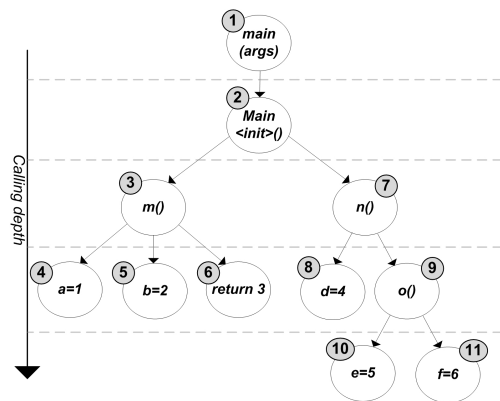 1
main
(args)
2
Main
<init>()
3
m()
7
n()
4
a=1
5
b=2
6
return 3
8
d=4
9
o()
10
e=5
11
f=6
Calling depth